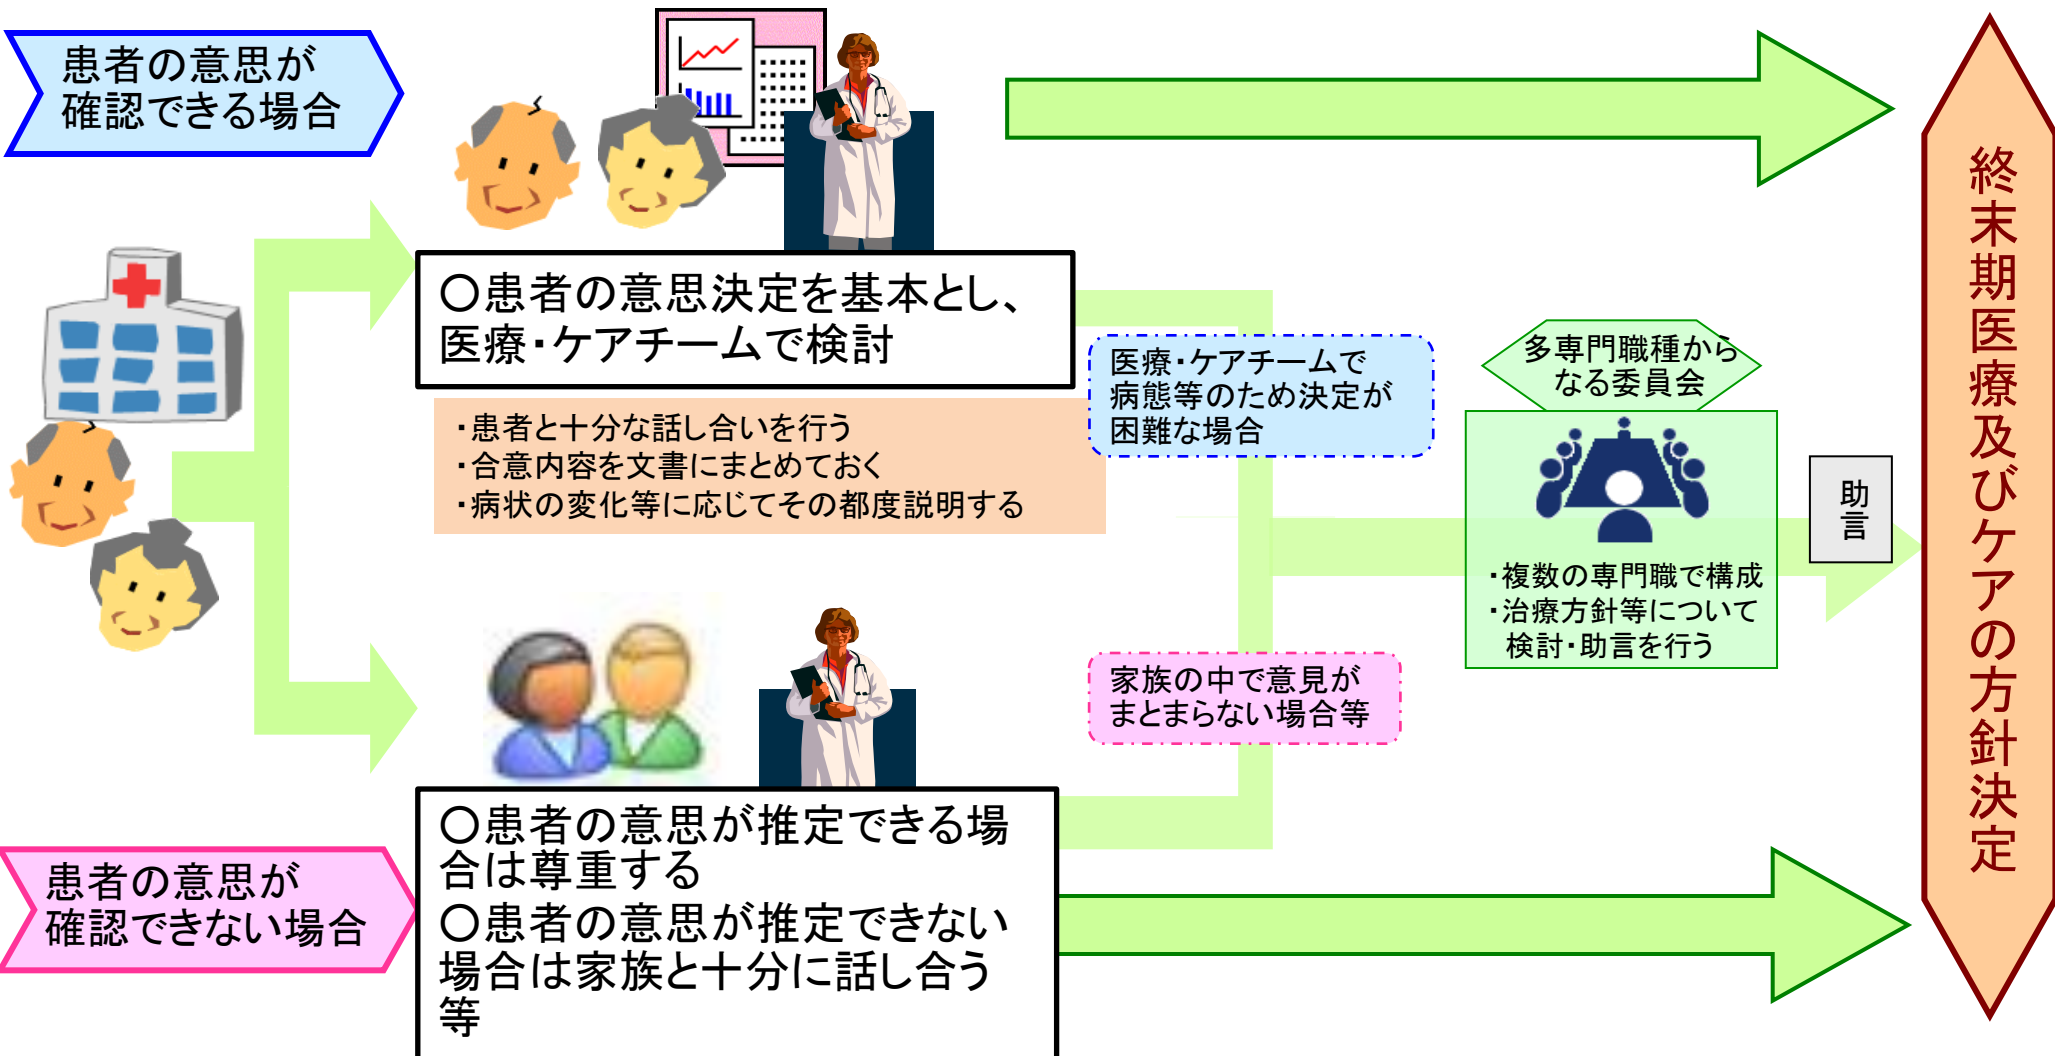 患者の意思が
確認できる場合
○患者の意思決定を基本とし、
医療・ケアチームで検討
・患者と十分な話し合いを行う
・合意内容を文書にまとめておく
・病状の変化等に応じてその都度説明する
医療・ケアチームで
病態等のため決定が
困難な場合
多専門職種から
なる委員会
・複数の専門職で構成
・治療方針等について
検討・助言を行う
助言
家族の中で意見が
まとまらない場合等
患者の意思が
確認できない場合
○患者の意思が推定できる場
合は尊重する
○患者の意思が推定できない
場合は家族と十分に話し合う
等
終末期医療及びケアの方針決定